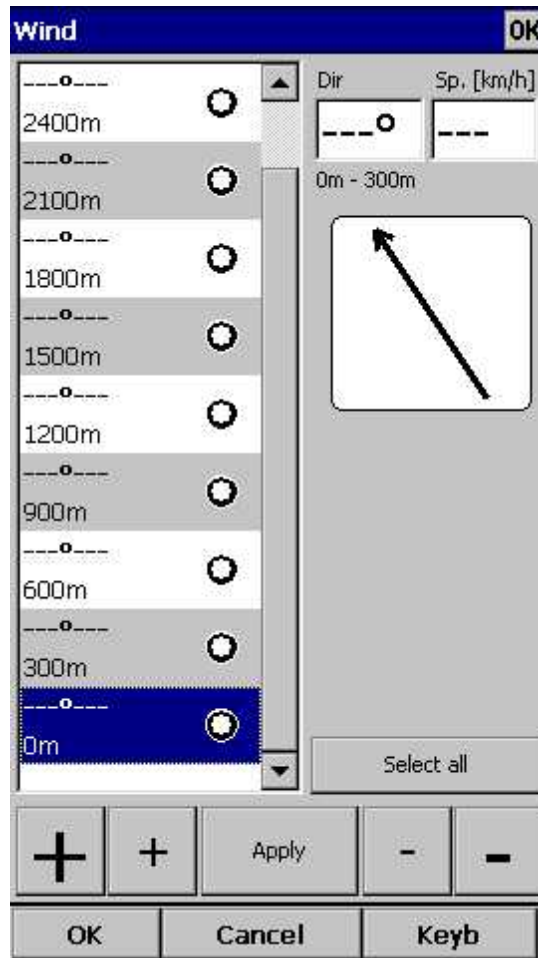 Wind OK
Dir Sp. [km/h]
---°---
2400m
---° ---
0m - 300m
---°---
2100m
---°---
1800m
---°---
1500m
---°---
1200m
---°---
900m
---°---
600m
---°---
300m
---°---
0m
Select all
+ + Apply - -
OK Cancel Keyb